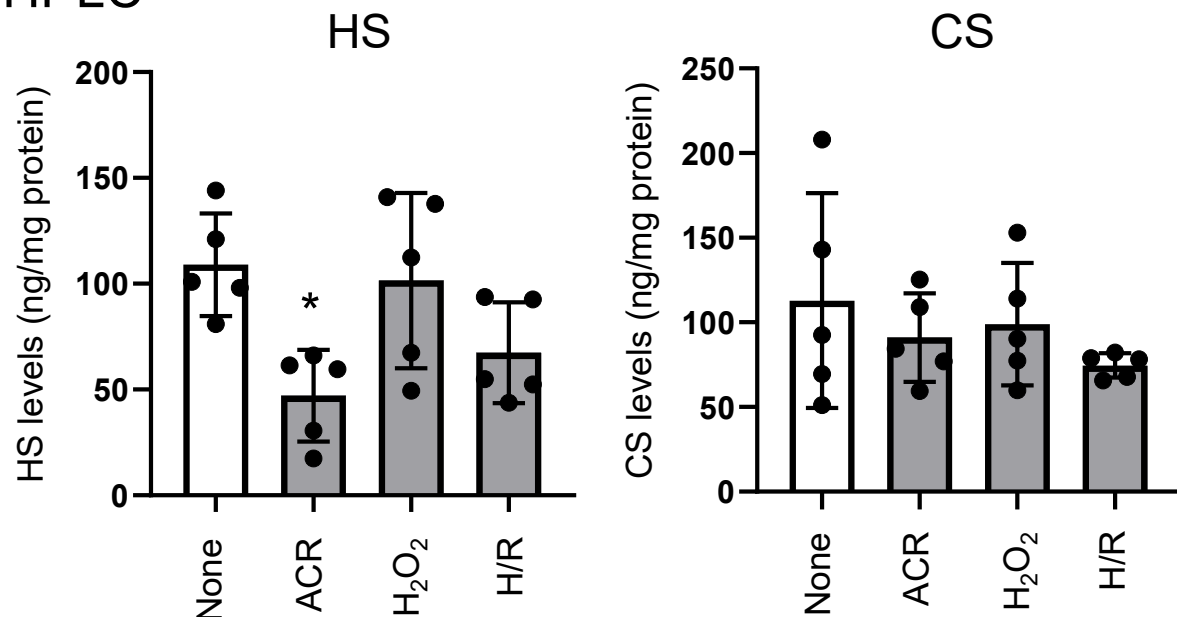 HPLC
HS
HS levels (ng/mg protein)
200
150
100
50
0
*
None
ACR
H₂O₂
H/R
CS
CS levels (ng/mg protein)
250
200
150
100
50
0
None
ACR
H₂O₂
H/R